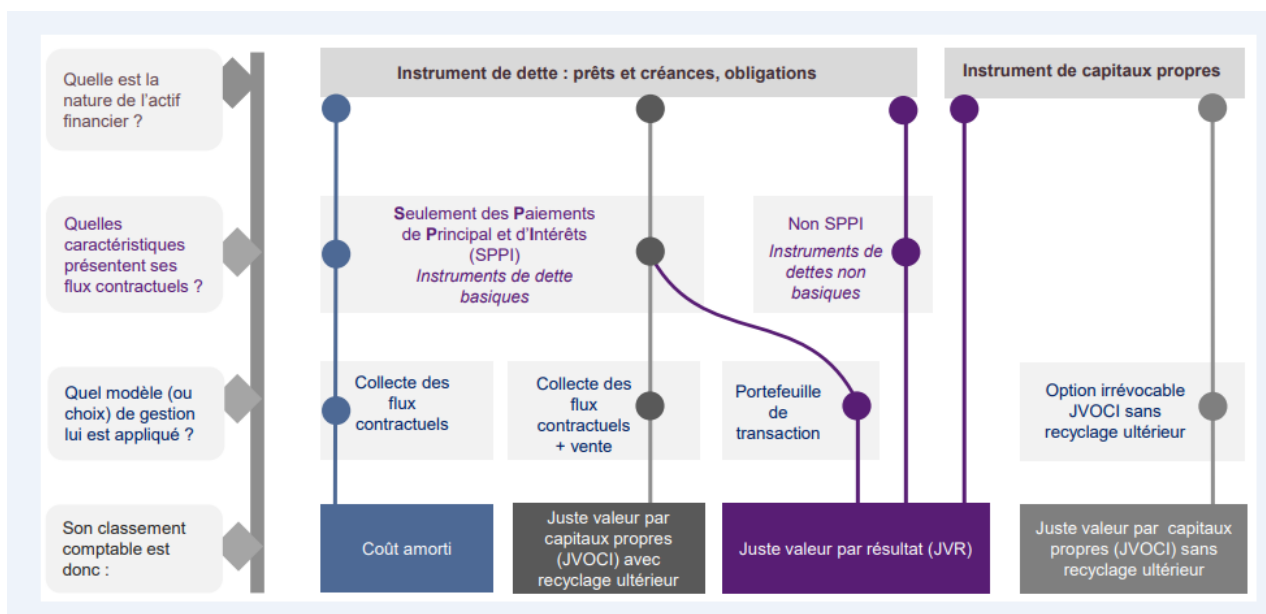 Quelle est la
nature de l'actif
financier ?
Instrument de dette : prêts et créances, obligations
Instrument de capitaux propres
Quelles
caractéristiques
présentent ses
flux contractuels ?
Seulement des Paiements
de Principal et d'Intérêts
(SPPI)
Instruments de dette
basiques
Non SPPI
Instruments de
dettes non
basiques
Quel modèle (ou
choix) de gestion
lui est appliqué ?
Collecte des
flux
contractuels
Collecte des
flux
contractuels
+ vente
Portefeuille
de
transaction
Option irrévocable
JVOCI sans
recyclage ultérieur
Son classement
comptable est
donc :
Coût amorti
Juste valeur par
capitaux propres
(JVOCI) avec
recyclage ultérieur
Juste valeur par résultat (JVR)
Juste valeur par capitaux
propres (JVOCI) sans
recyclage ultérieur